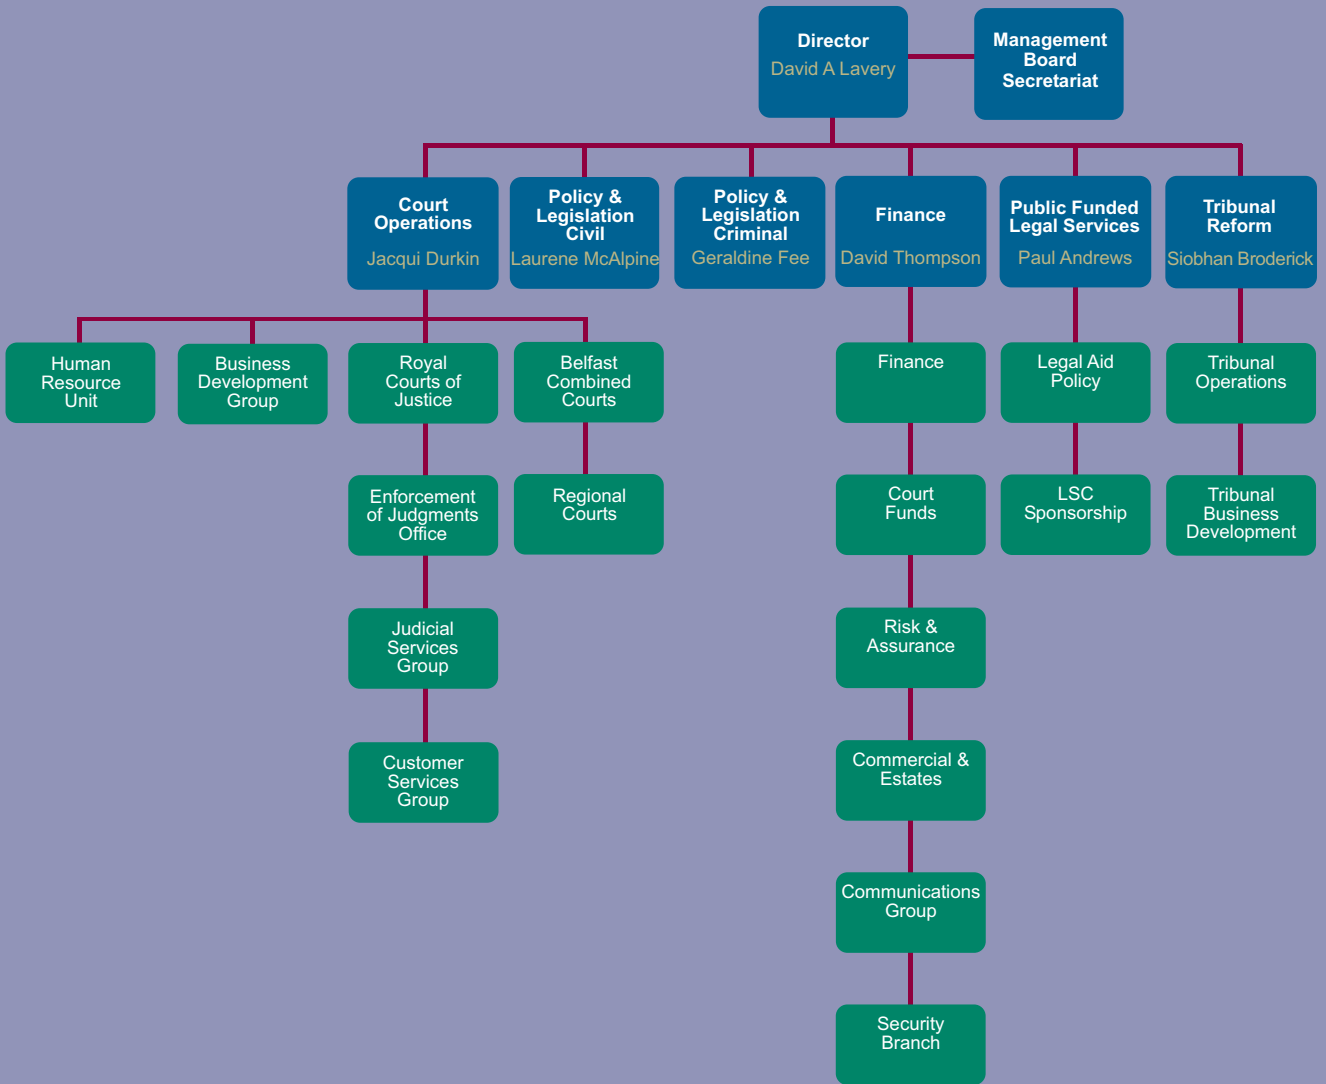 Director
David A Lavery
Management
Board
Secretariat
Court
Operations
Jacqui Durkin
Policy &
Legislation
Civil
Laurene McAlpine
Policy &
Legislation
Criminal
Geraldine Fee
Finance
David Thompson
Public Funded
Legal Services
Paul Andrews
Tribunal
Reform
Siobhan Broderick
Human
Resource
Unit
Business
Development
Group
Royal
Courts of
Justice
Belfast
Combined
Courts
Finance
Legal Aid
Policy
Tribunal
Operations
Enforcement
of Judgments
Office
Regional
Courts
Court
Funds
LSC
Sponsorship
Tribunal
Business
Development
Judicial
Services
Group
Risk &
Assurance
Customer
Services
Group
Commercial &
Estates
Communications
Group
Security
Branch